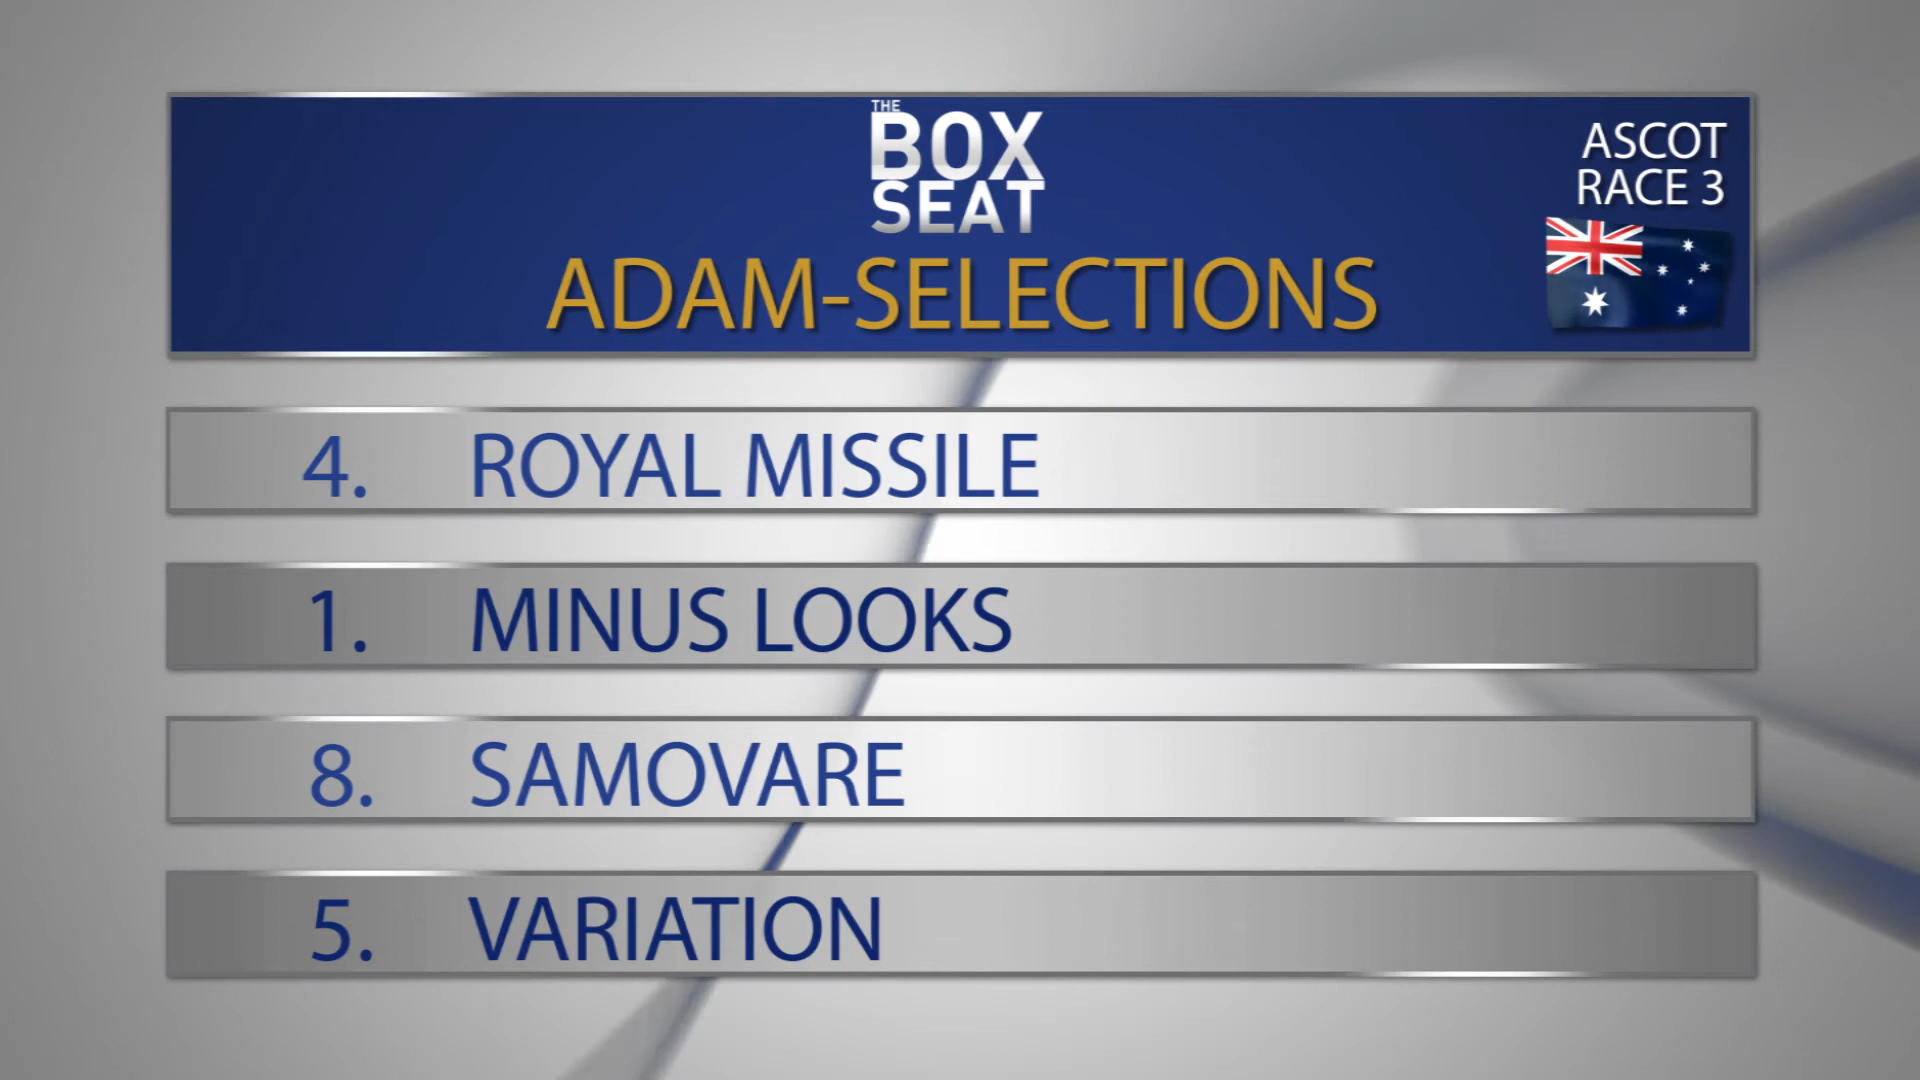 THE
BOX
SEAT
ASCOT
RACE 3
ADAM-SELECTIONS
4. ROYAL MISSILE
1. MINUS LOOKS
8. SAMOVARE
5. VARIATION